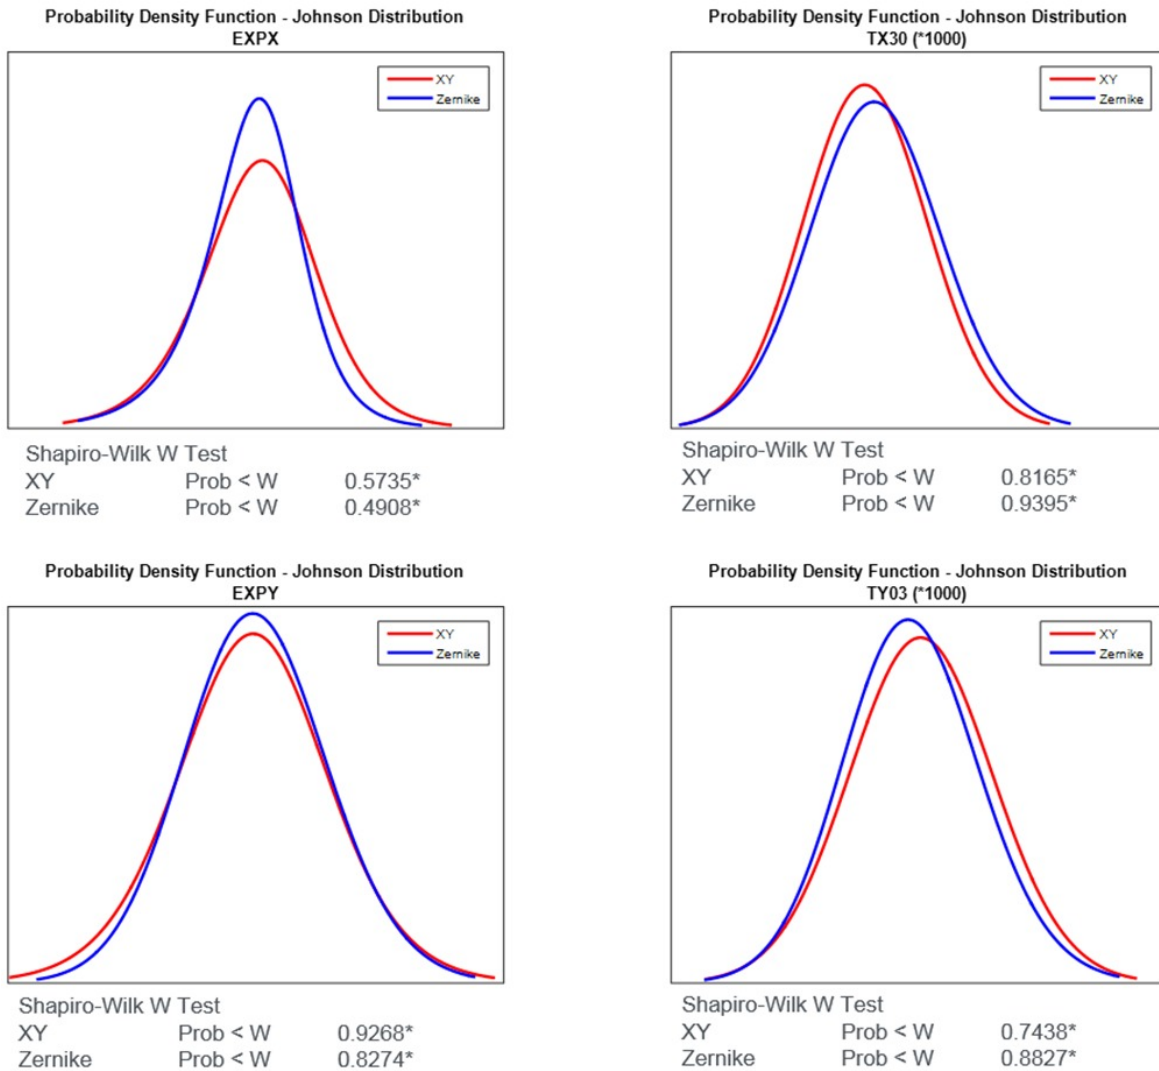 Probability Density Function - Johnson Distribution
EXPX
XY
Zernike
Shapiro-Wilk W Test
XY Prob < W 0.5735*
Zernike Prob < W 0.4908*
Probability Density Function - Johnson Distribution
TX30 (*1000)
XY
Zernike
Shapiro-Wilk W Test
XY Prob < W 0.8165*
Zernike Prob < W 0.9395*
Probability Density Function - Johnson Distribution
EXPY
XY
Zernike
Shapiro-Wilk W Test
XY Prob < W 0.9268*
Zernike Prob < W 0.8274*
Probability Density Function - Johnson Distribution
TY03 (*1000)
XY
Zernike
Shapiro-Wilk W Test
XY Prob < W 0.7438*
Zernike Prob < W 0.8827*